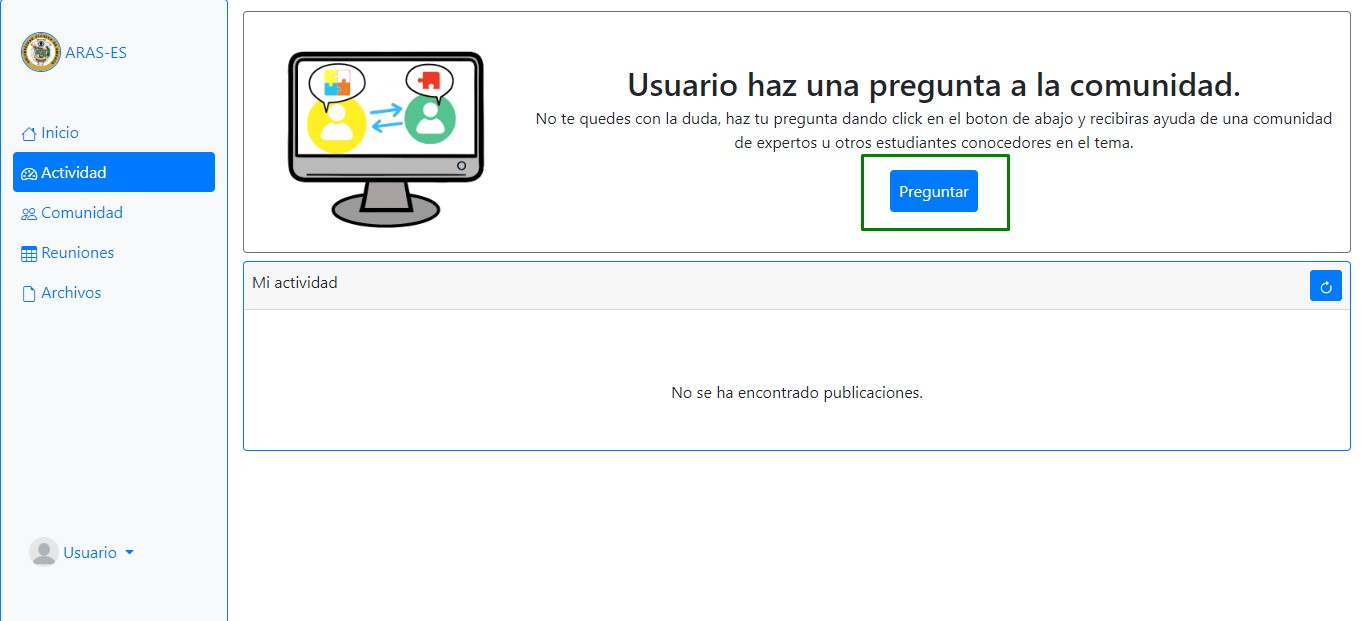 ARAS-ES
Inicio
Actividad
Comunidad
Reuniones
Archivos
Usuario
Usuario haz una pregunta a la comunidad.
No te quedes con la duda, haz tu pregunta dando click en el boton de abajo y recibiras ayuda de una comunidad
de expertos u otros estudiantes conocedores en el tema.
Preguntar
Mi actividad
No se ha encontrado publicaciones.